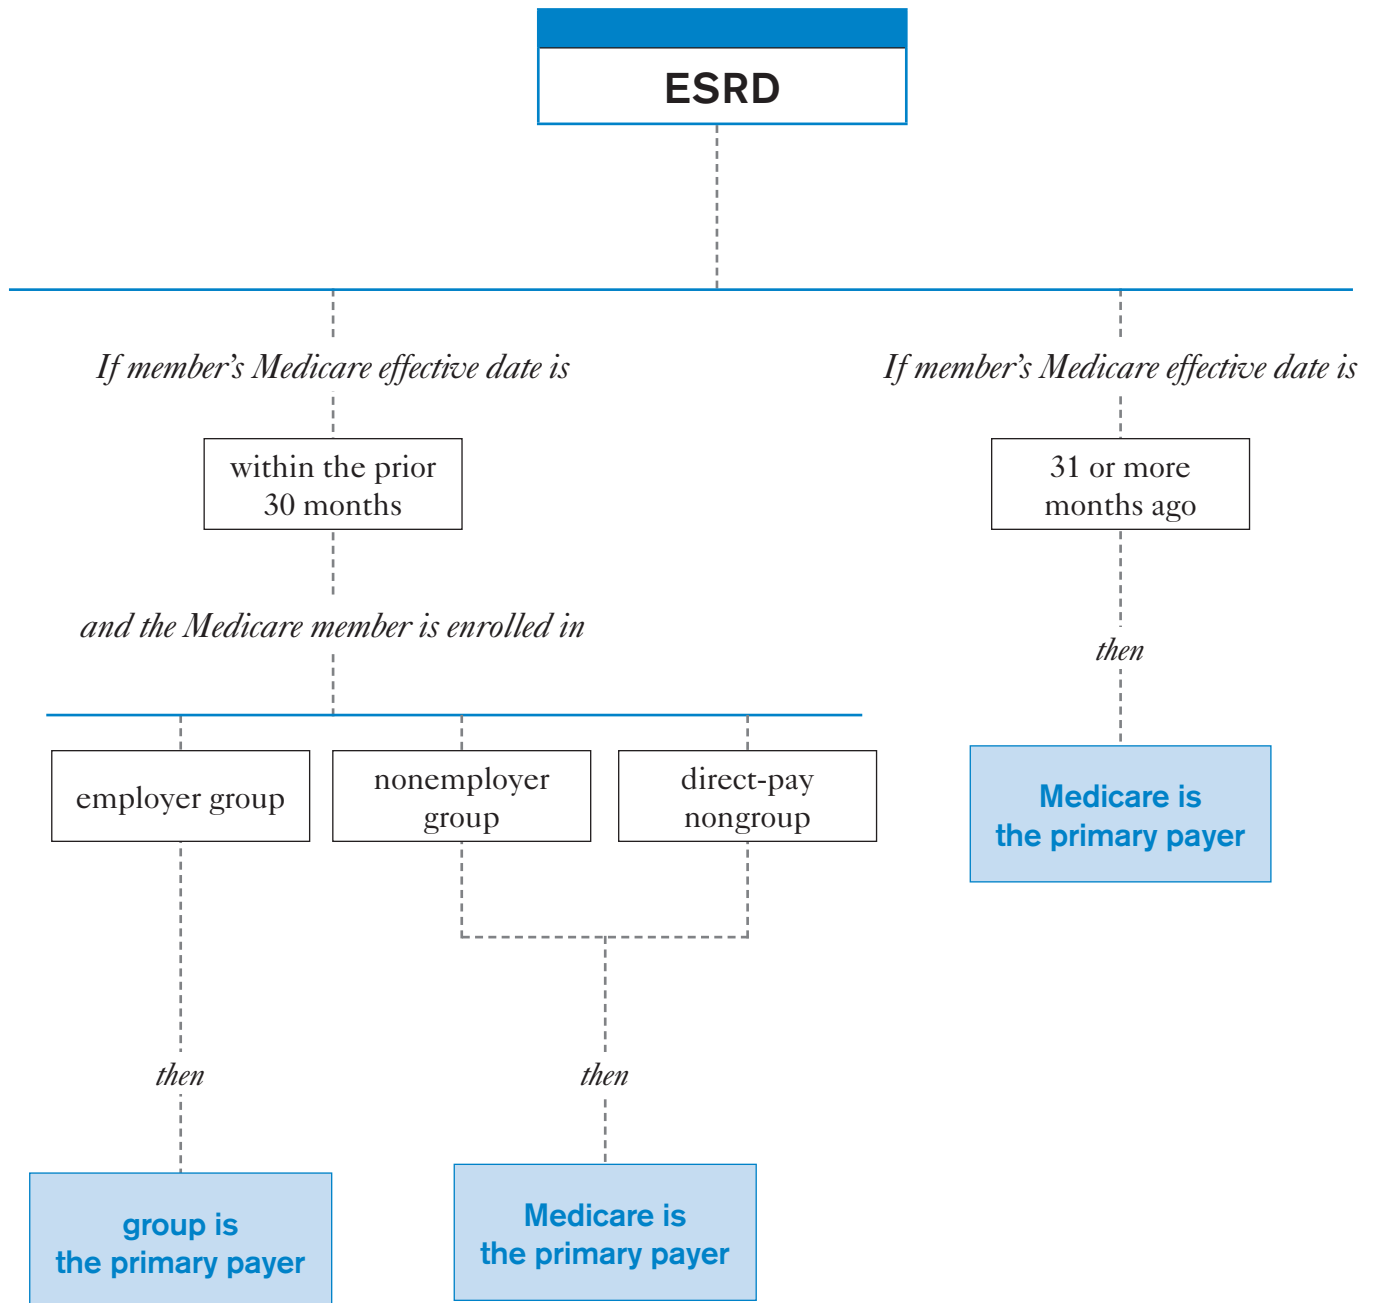 ESRD
If member's Medicare effective date is
within the prior
30 months
and the Medicare member is enrolled in
employer group
nonemployer
group
direct-pay
nongroup
then
group is
the primary payer
then
Medicare is
the primary payer
If member's Medicare effective date is
31 or more
months ago
then
Medicare is
the primary payer